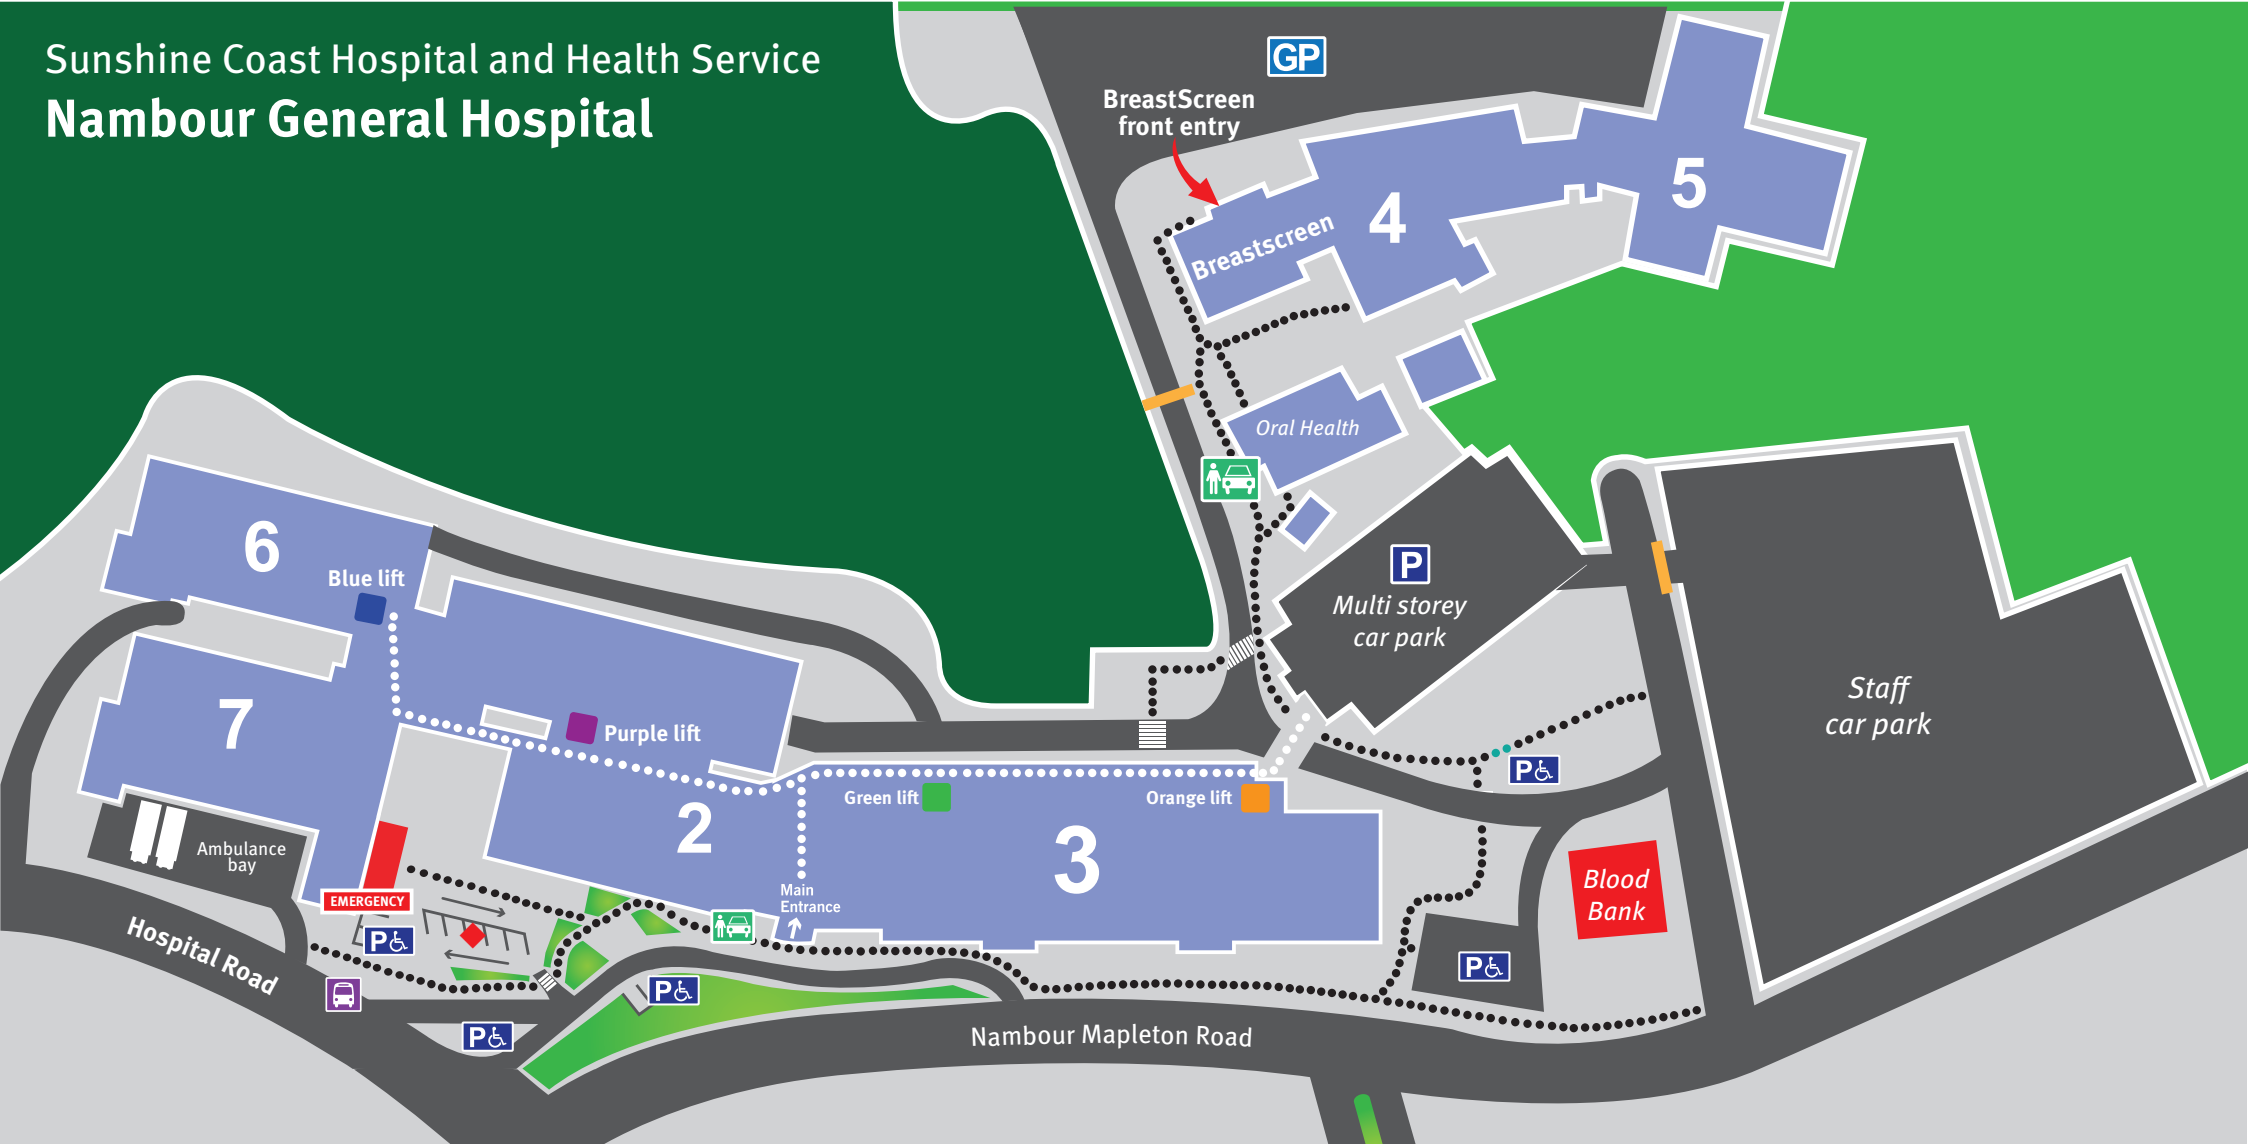 Sunshine Coast Hospital and Health Service
Nambour General Hospital
GP
BreastScreen
front entry
5
4
Breastscreen
Oral Health
P
Multi storey
car park
6
Blue lift
Staff
car park
7
Purple lift
P
Green lift
Orange lift
2
3
Ambulance
bay
Main
Entrance
Blood
Bank
EMERGENCY
P
Hospital Road
P
P
P
Nambour Mapleton Road